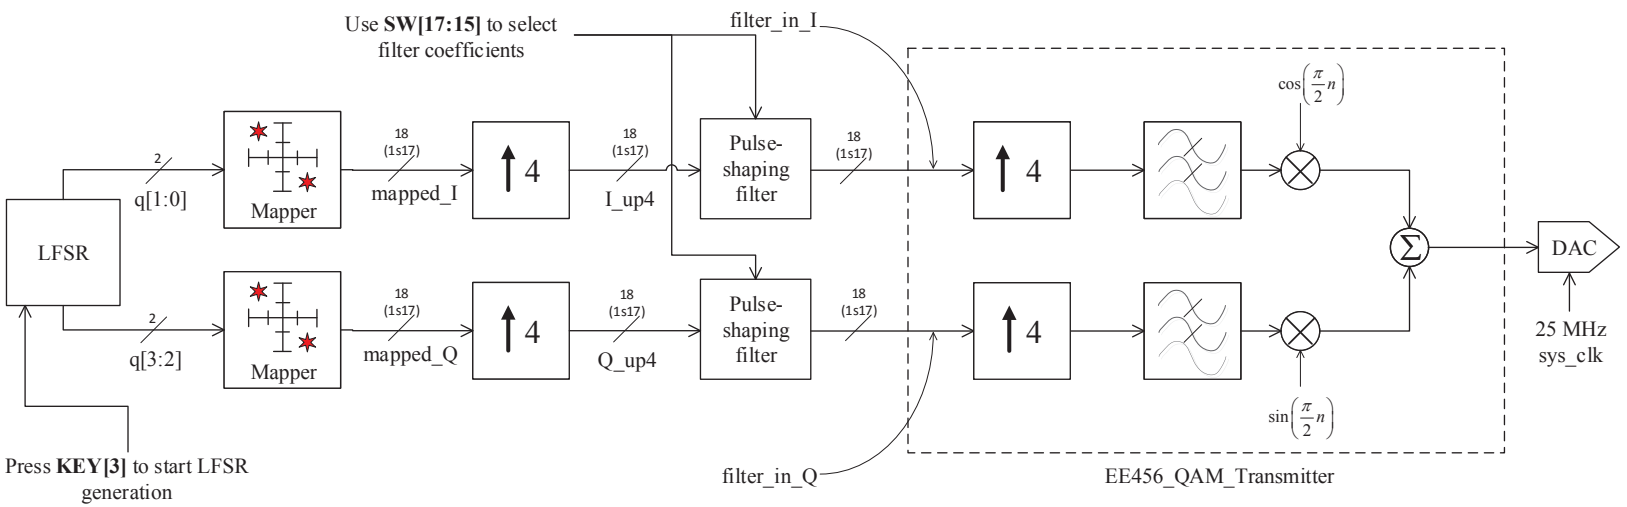 Use SW[17:15] to select
filter coefficients
filter_in_I
cos(π/2 n)
2
q[1:0]
Mapper
18
(1s17)
mapped_I
4
18
(1s17)
I_up4
Pulse-
shaping
filter
18
(1s17)
4
LFSR
Σ
DAC
25 MHz
sys_clk
2
q[3:2]
Mapper
18
(1s17)
mapped_Q
4
18
(1s17)
Q_up4
Pulse-
shaping
filter
18
(1s17)
4
sin(π/2 n)
Press KEY[3] to start LFSR
generation
filter_in_Q
EE456_QAM_Transmitter